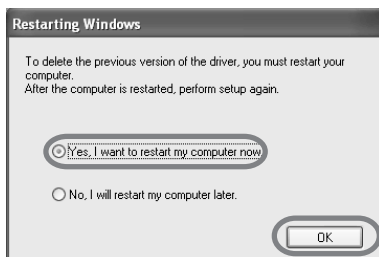 Restarting Windows
To delete the previous version of the driver, you must restart your
computer.
After the computer is restarted, perform setup again.
Yes, I want to restart my computer now
No, I will restart my computer later.
OK